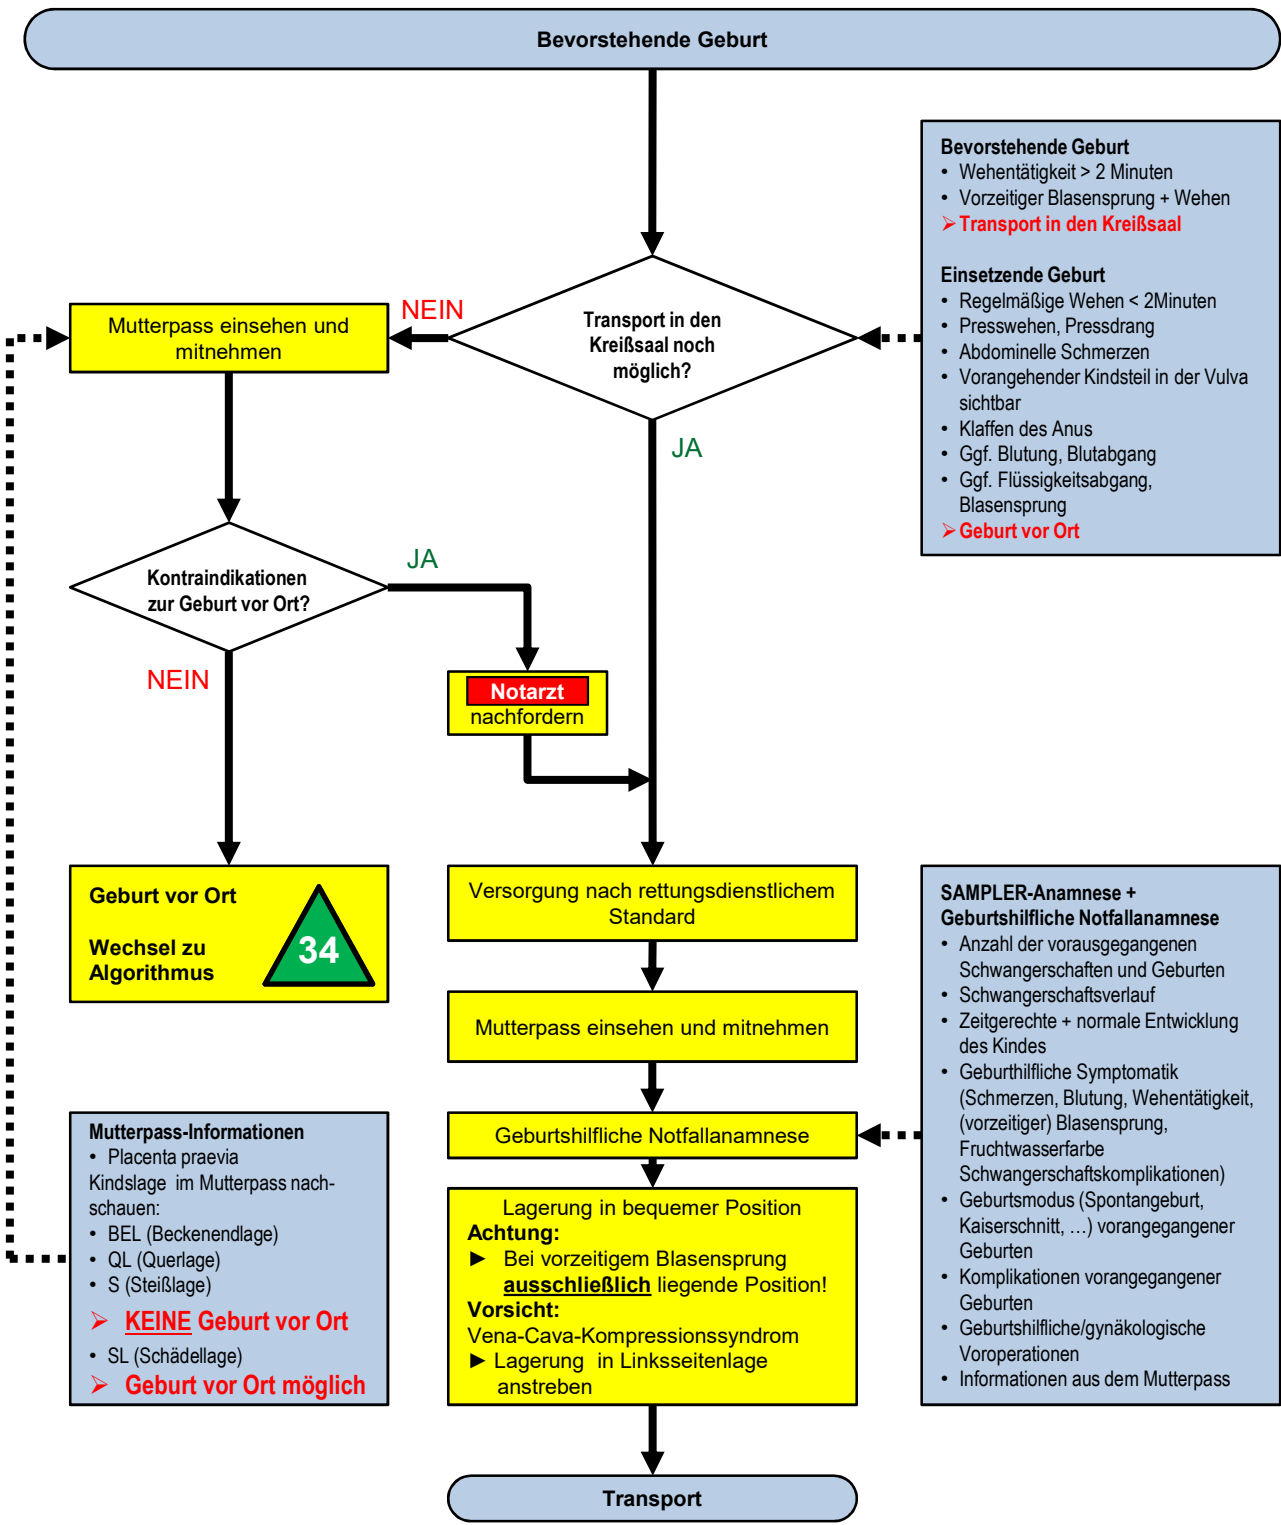 Bevorstehende Geburt
Bevorstehende Geburt
• Wehentätigkeit > 2 Minuten
• Vorzeitiger Blasensprung + Wehen
➢ Transport in den Kreißsaal
Einsetzende Geburt
• Regelmäßige Wehen < 2Minuten
• Presswehen, Pressdrang
• Abdominelle Schmerzen
• Vorangehender Kindsteil in der Vulva
sichtbar
• Klaffen des Anus
• Ggf. Blutung, Blutabgang
• Ggf. Flüssigkeitsabgang,
Blasensprung
➢ Geburt vor Ort
Transport in den
Kreißsaal noch
möglich?
NEIN
JA
Mutterpass einsehen und
mitnehmen
Kontraindikationen
zur Geburt vor Ort?
JA
NEIN
Notarzt
nachfordern
Geburt vor Ort
Wechsel zu
Algorithmus
34
Versorgung nach rettungsdienstlichem
Standard
Mutterpass einsehen und mitnehmen
Geburtshilfliche Notfallanamnese
SAMPLER-Anamnese +
Geburtshilfliche Notfallanamnese
• Anzahl der vorausgegangenen
Schwangerschaften und Geburten
• Schwangerschaftsverlauf
• Zeitgerechte + normale Entwicklung
des Kindes
• Geburthilfliche Symptomatik
(Schmerzen, Blutung, Wehentätigkeit,
(vorzeitiger) Blasensprung,
Fruchtwasserfarbe
Schwangerschaftskomplikationen)
• Geburtsmodus (Spontangeburt,
Kaiserschnitt, …) vorangegangener
Geburten
• Komplikationen vorangegangener
Geburten
• Geburtshilfliche/gynäkologische
Voroperationen
• Informationen aus dem Mutterpass
Mutterpass-Informationen
• Placenta praevia
Kindslage im Mutterpass nach-
schauen:
• BEL (Beckenendlage)
• QL (Querlage)
• S (Steißlage)
➢ KEINE Geburt vor Ort
• SL (Schädellage)
➢ Geburt vor Ort möglich
Lagerung in bequemer Position
Achtung:
► Bei vorzeitigem Blasensprung
ausschließlich liegende Position!
Vorsicht:
Vena-Cava-Kompressionssyndrom
► Lagerung in Linksseitenlage
anstreben
Transport